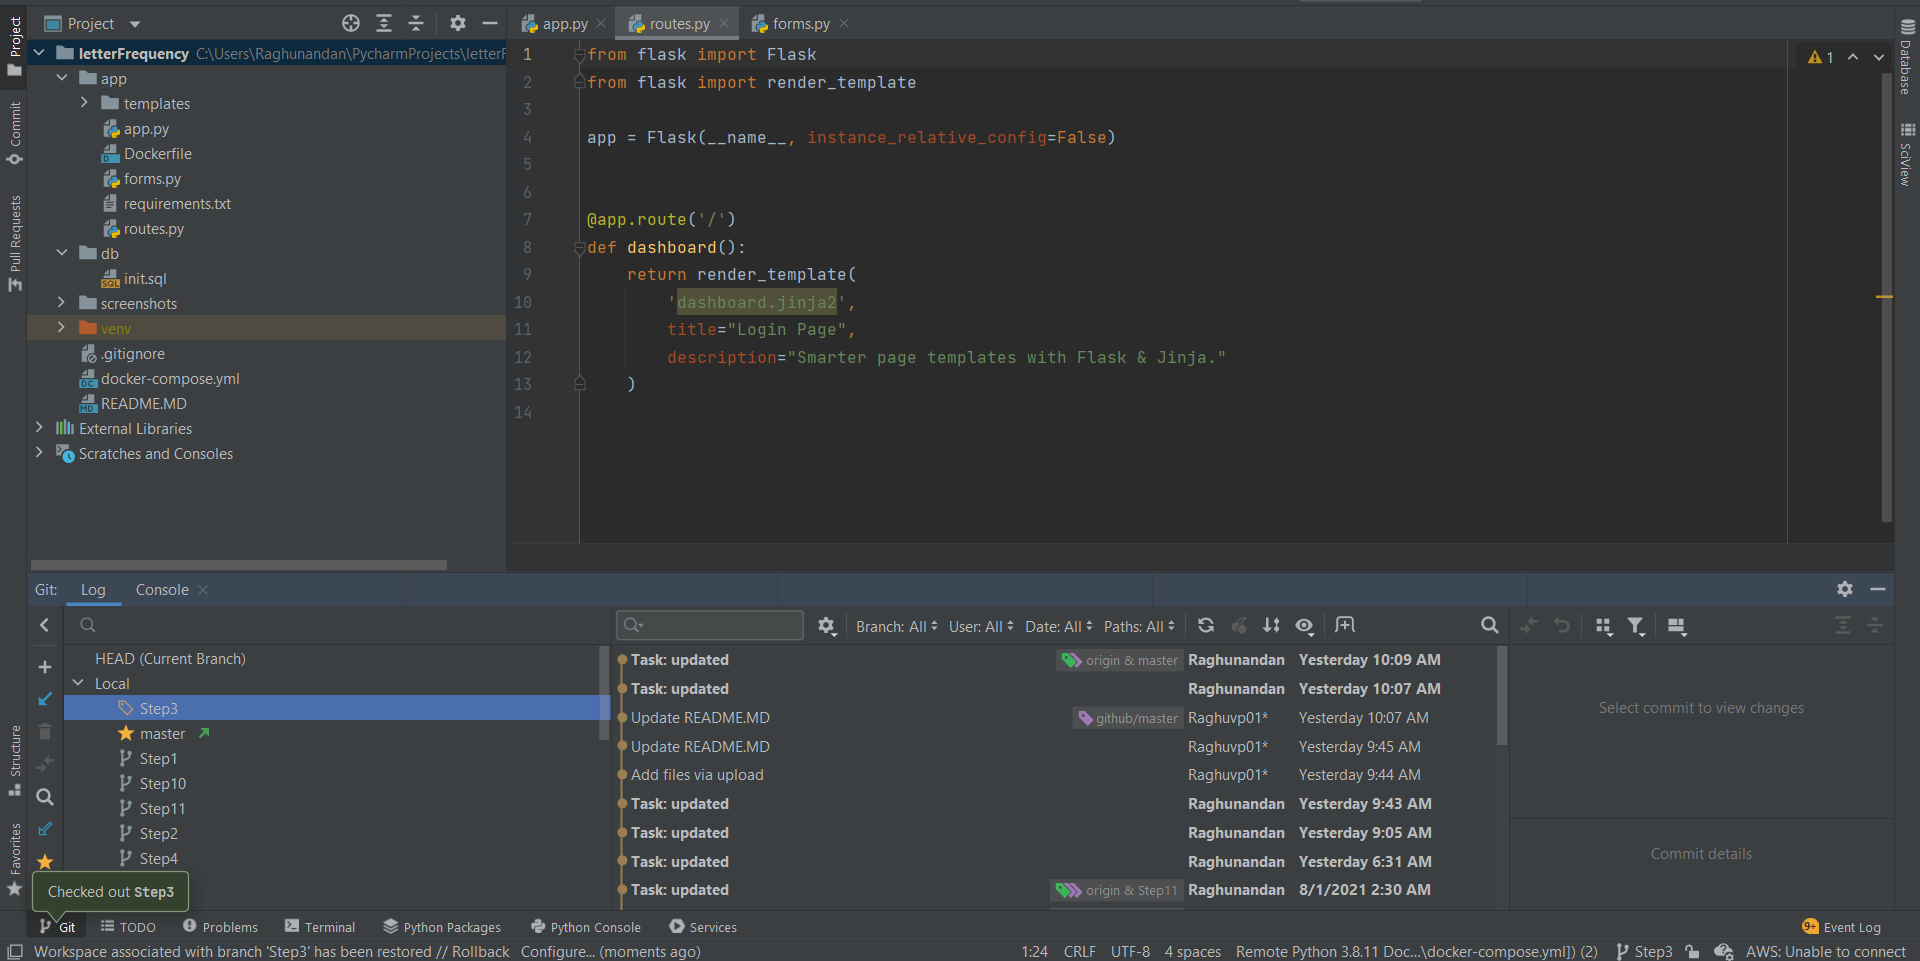 Project
Commit
Pull Requests
Structure
Favorites
Project
letterFrequency C:\Users\Raghunandan\PycharmProjects\letterF
app
templates
app.py
Dockerfile
forms.py
requirements.txt
routes.py
db
init.sql
screenshots
venv
.gitignore
docker-compose.yml
README.MD
External Libraries
Scratches and Consoles
app.py
routes.py
forms.py
1
1 from flask import Flask
2 from flask import render_template
3
4 app = Flask(__name__, instance_relative_config=False)
5
6
7 @app.route('/')
8 def dashboard():
9 return render_template(
10 'dashboard.jinja2',
11 title="Login Page",
12 description="Smarter page templates with Flask & Jinja."
13 )
14
Database
SciView
Git: Log Console
HEAD (Current Branch)
Local
Step3
master
Step1
Step10
Step11
Step2
Step4
Checked out Step3
Branch: All User: All Date: All Paths: All
Task: updated origin & master Raghunandan Yesterday 10:09 AM
Task: updated Raghunandan Yesterday 10:07 AM
Update README.MD github/master Raghuvp01* Yesterday 10:07 AM
Update README.MD Raghuvp01* Yesterday 9:45 AM
Add files via upload Raghuvp01* Yesterday 9:44 AM
Task: updated Raghunandan Yesterday 9:43 AM
Task: updated Raghunandan Yesterday 9:05 AM
Task: updated Raghunandan Yesterday 6:31 AM
Task: updated origin & Step11 Raghunandan 8/1/2021 2:30 AM
Select commit to view changes
Commit details
Git TODO Problems Terminal Python Packages Python Console Services 9+ Event Log
Workspace associated with branch 'Step3' has been restored // Rollback Configure... (moments ago) 1:24 CRLF UTF-8 4 spaces Remote Python 3.8.11 Doc...\docker-compose.yml]) (2) Step3 AWS: Unable to connect